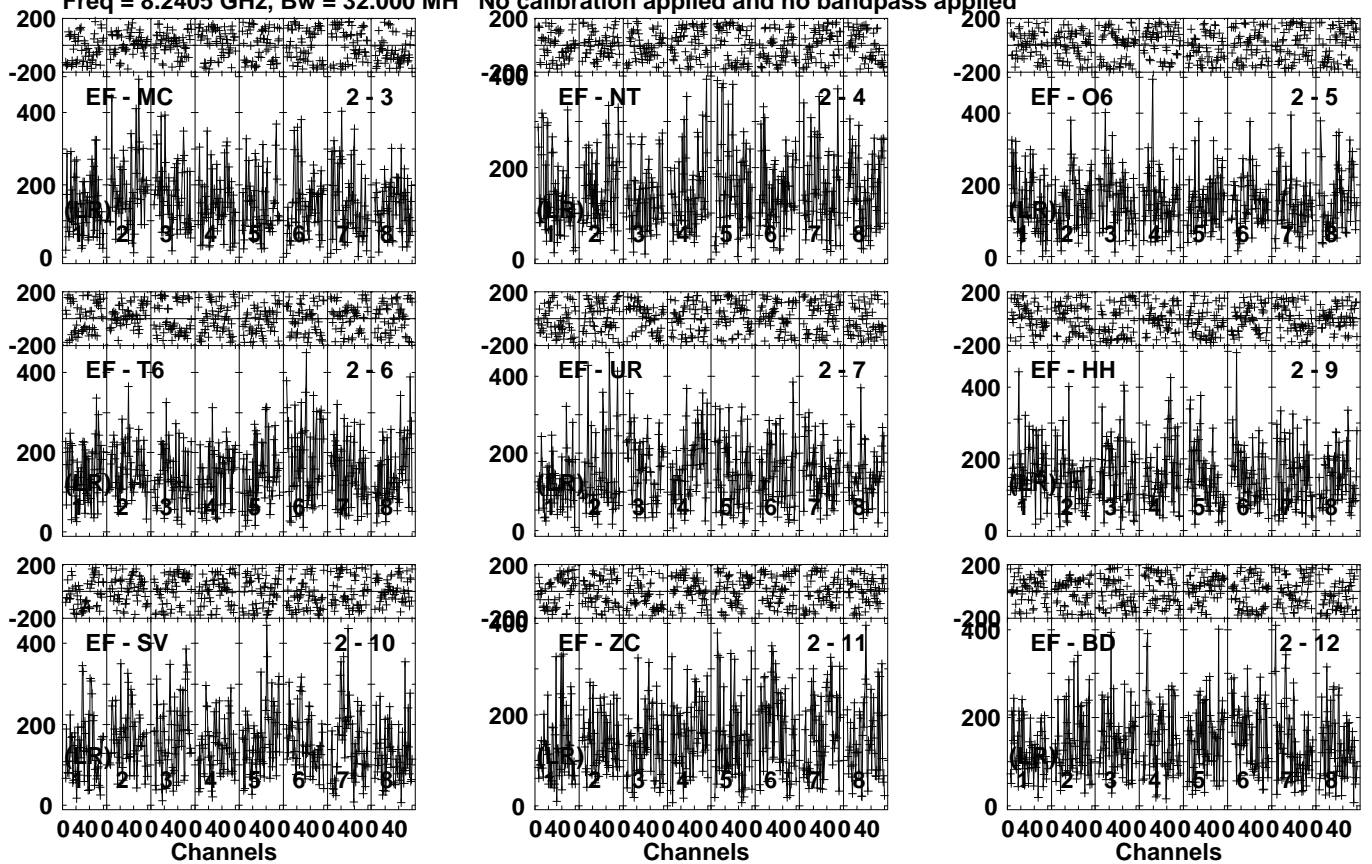 Freq = 8.2405 GHz, Bw = 32.000 MH No calibration applied and no bandpass applied
200 200 200
-200 -200 -200
400
EF - MC 2 - 3 EF - NT 2 - 4 EF - O6 2 - 5
400 400
200 200 200
(LR) (LR) (LR)
1 2 3 4 5 6 7 8 1 2 3 4 5 6 7 8 1 2 3 4 5 6 7 8
0 0 0
200 200 200
-200 -200 -200
EF - T6 2 - 6 EF - UR 2 - 7 EF - HH 2 - 9
400 400 400
200 200 200
(LR) (LR) (LR)
1 2 3 4 5 6 7 8 1 2 3 4 5 6 7 8 1 2 3 4 5 6 7 8
0 0 0
200 200 200
-200 -200 -200
400 400
EF - SV 2 - 10 EF - ZC 2 - 11 EF - BD 2 - 12
400
200 200 200
(LR) (LR) (LR)
1 2 3 4 5 6 7 8 1 2 3 4 5 6 7 8 1 2 3 4 5 6 7 8
0 0 0
0 40 0 40 0 40 0 40 0 40 0 40 0 40 0 40 0 40 0 40 0 40 0 40 0 40 0 40 0 40 0 40 0 40 0 40 0 40 0 40 0 40 0 40 0 40 0 40
Channels Channels Channels